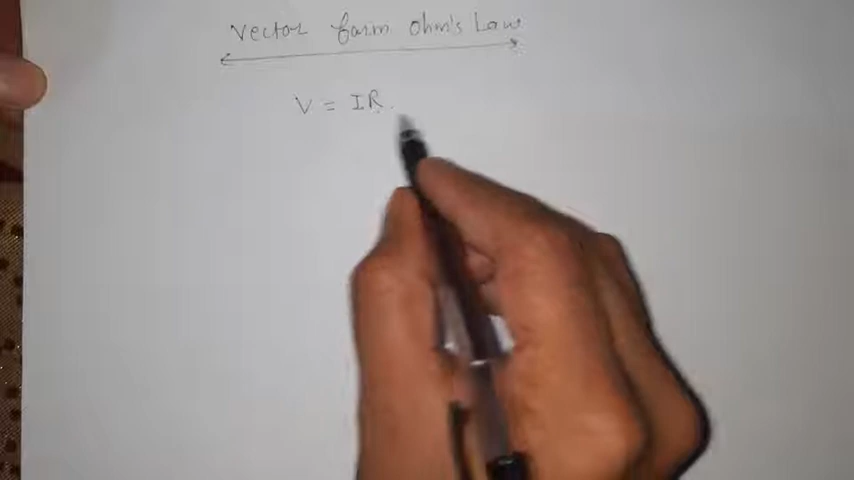 Vector form ohm's Law
V = IR.